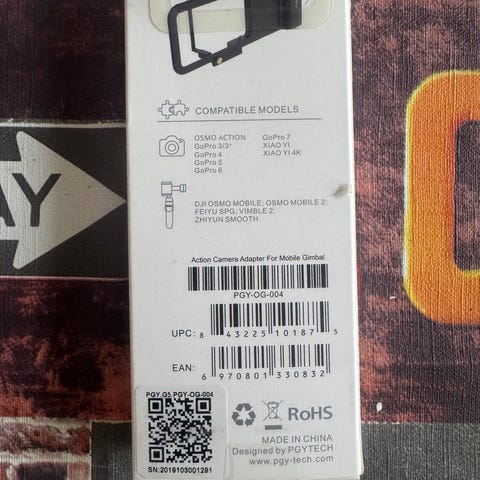 COMPATIBLE MODELS
OSMO ACTION
GoPro 3/3+
GoPro 4
GoPro 5
GoPro 6
GoPro 7
XIAO YI
XIAO YI 4K
DJI OSMO MOBILE; OSMO MOBILE 2;
FEIYU SPG; VIMBLE 2;
ZHIYUN SMOOTH
AY
Action Camera Adapter For Mobile Gimbal
PGY-OG-004
UPC: 8 43225 10187 5
EAN: 6 970801 330832
PGY.G5.PGY-OG-004
SN:2019103001291
RoHS
MADE IN CHINA
Designed by PGYTECH
www.pgy-tech.com